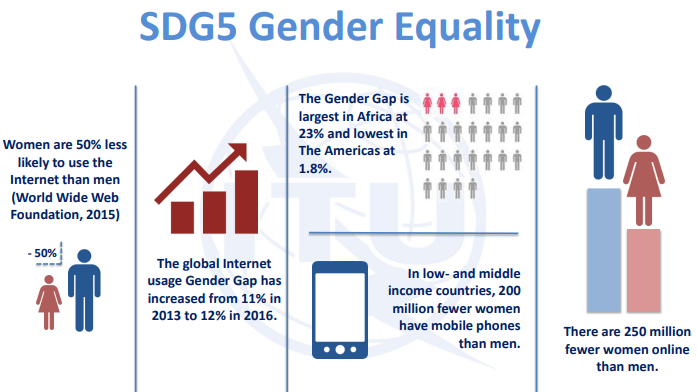 SDG5 Gender Equality
Women are 50% less
likely to use the
Internet than men
(World Wide Web
Foundation, 2015)
- 50%
The global Internet
usage Gender Gap has
increased from 11% in
2013 to 12% in 2016.
The Gender Gap is
largest in Africa at
23% and lowest in
The Americas at
1.8%.
In low- and middle
income countries, 200
million fewer women
have mobile phones
than men.
There are 250 million
fewer women online
than men.
ITU